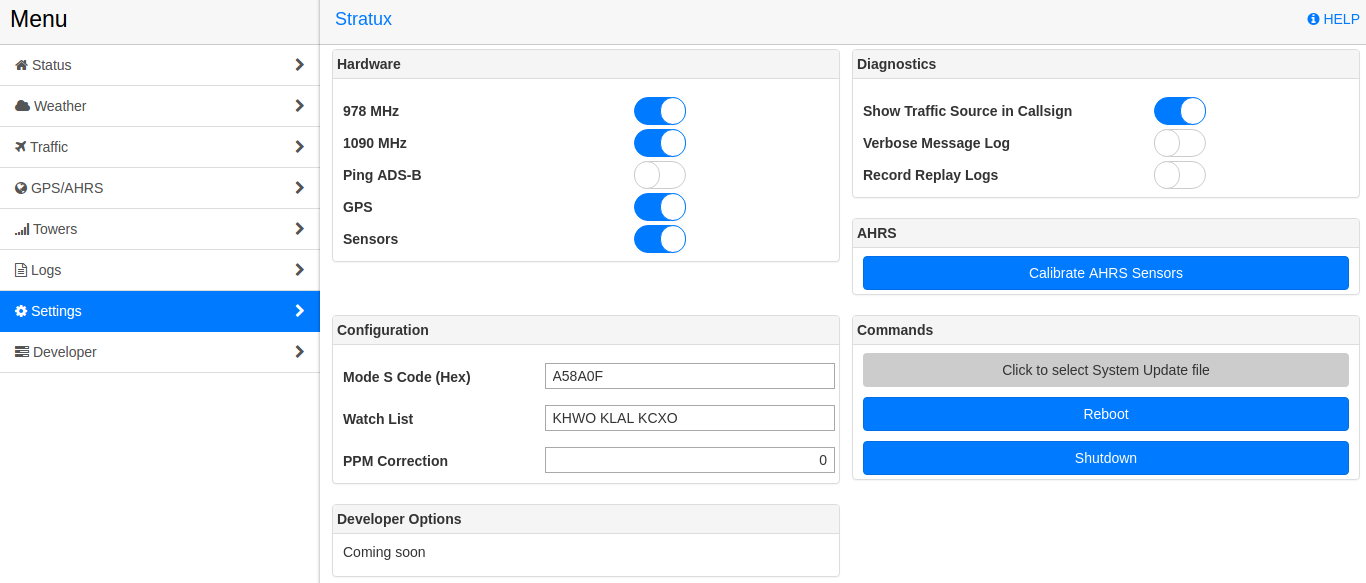 Menu
Status
Weather
Traffic
GPS/AHRS
Towers
Logs
Settings
Developer
Stratux
HELP
Hardware
978 MHz
1090 MHz
Ping ADS-B
GPS
Sensors
Diagnostics
Show Traffic Source in Callsign
Verbose Message Log
Record Replay Logs
AHRS
Calibrate AHRS Sensors
Configuration
Mode S Code (Hex) A58A0F
Watch List KHWO KLAL KCXO
PPM Correction 0
Commands
Click to select System Update file
Reboot
Shutdown
Developer Options
Coming soon